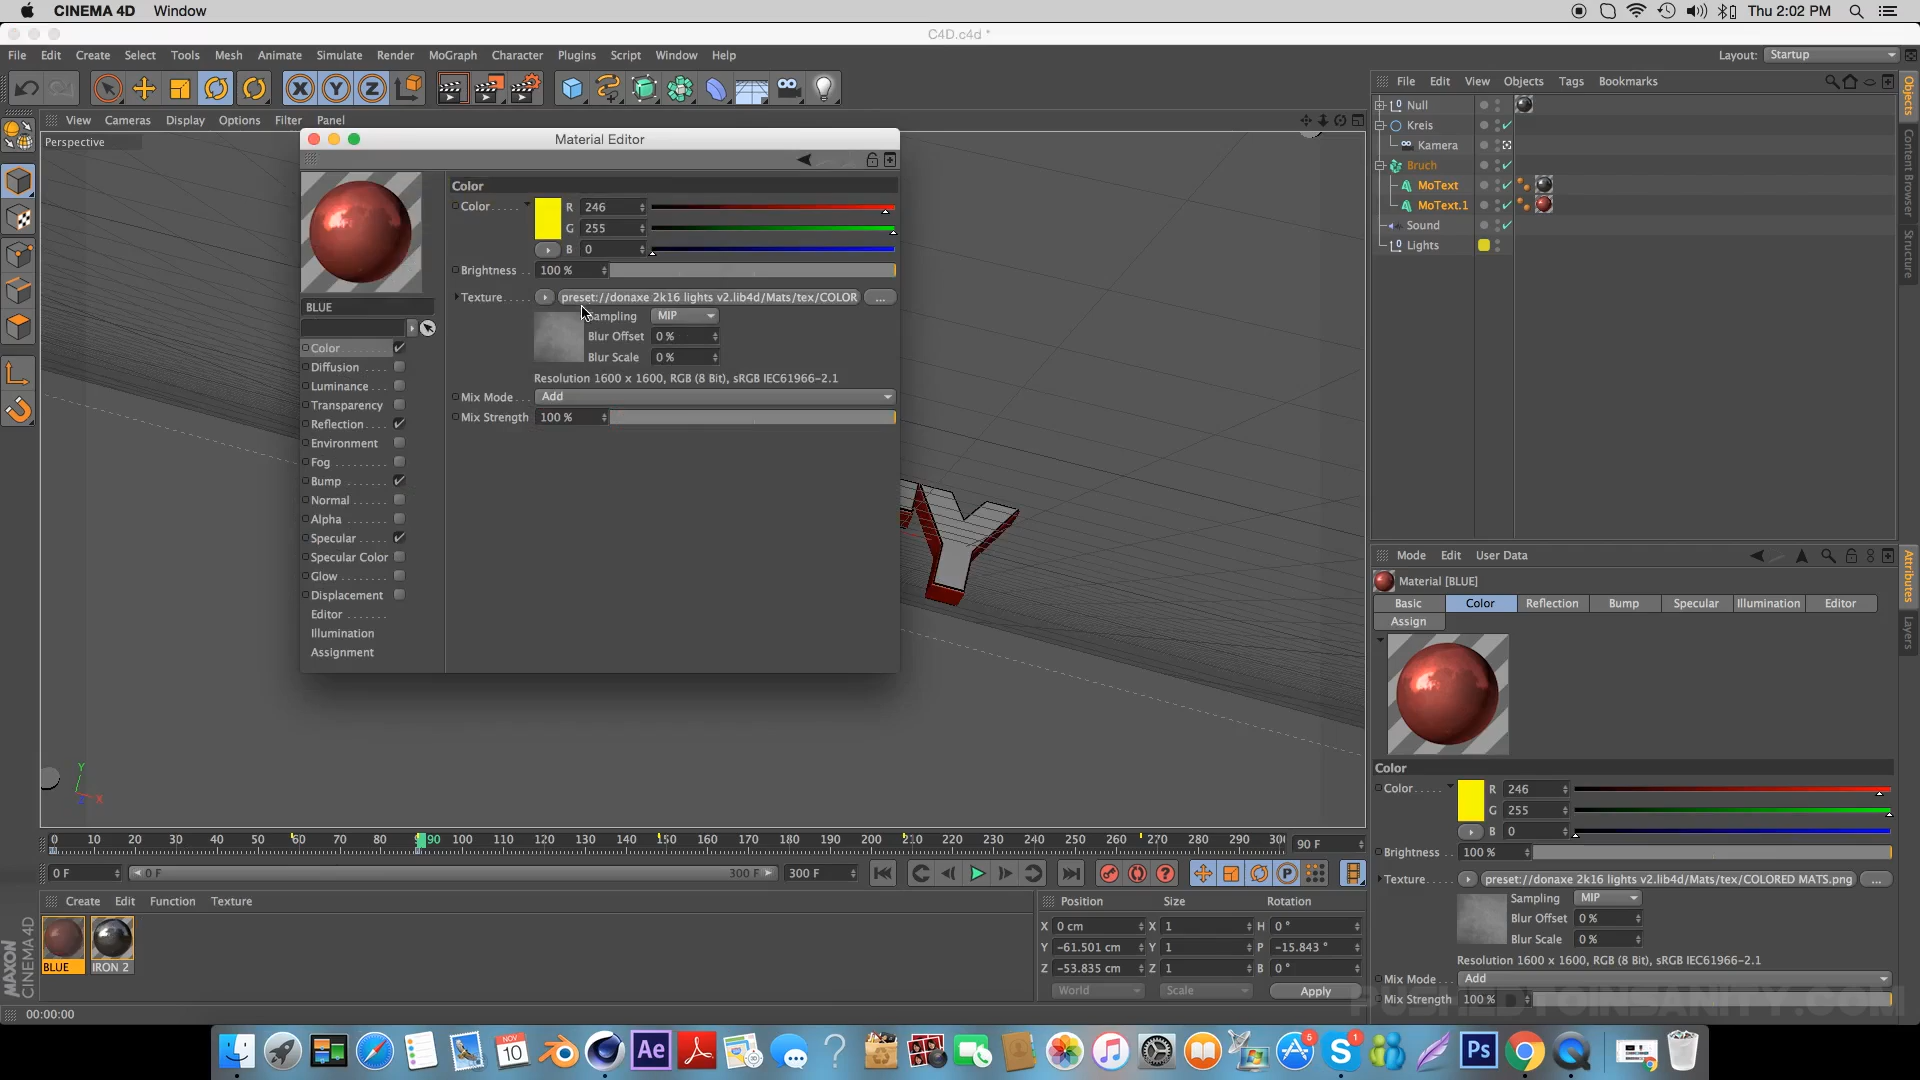 CINEMA 4D Window Thu 2:02 PM
C4D.c4d *
File Edit Create Select Tools Mesh Animate Simulate Render MoGraph Character Plugins Script Window Help Layout: Startup
File Edit View Objects Tags Bookmarks
View Cameras Display Options Filter Panel
Perspective
Material Editor
Color
Color R 246
G 255
B 0
Brightness 100 %
Texture preset://donaxe 2k16 lights v2.lib4d/Mats/tex/COLOR ...
Sampling MIP
Blur Offset 0 %
Blur Scale 0 %
Resolution 1600 x 1600, RGB (8 Bit), sRGB IEC61966-2.1
Mix Mode Add
Mix Strength 100 %
BLUE
Color
Diffusion
Luminance
Transparency
Reflection
Environment
Fog
Bump
Normal
Alpha
Specular
Specular Color
Glow
Displacement
Editor
Illumination
Assignment
Y
Null
Kreis
Kamera
Bruch
MoText
MoText.1
Sound
Lights
Objects
Content Browser
Structure
Mode Edit User Data
Material [BLUE]
Basic Color Reflection Bump Specular Illumination Editor
Assign
Color
Color R 246
G 255
B 0
Brightness 100 %
Texture preset://donaxe 2k16 lights v2.lib4d/Mats/tex/COLORED MATS.png ...
Sampling MIP
Blur Offset 0 %
Blur Scale 0 %
Resolution 1600 x 1600, RGB (8 Bit), sRGB IEC61966-2.1
Mix Mode Add
Mix Strength 100 %
Attributes
Layers
Y
X
Z
0 10 20 30 40 50 60 70 80 90 100 110 120 130 140 150 160 170 180 190 200 210 220 230 240 250 260 270 280 290 90 F
0 F 0 F 300 F 300 F
Create Edit Function Texture
BLUE IRON 2
Position Size Rotation
X 0 cm X 1 H 0 °
Y -61.501 cm Y 1 P -15.843 °
Z -53.835 cm Z 1 B 0 °
World Scale Apply
MAXON
CINEMA 4D
00:00:00
PUSHEDTOINSANITY.COM
NOV
10
Ae
?
6
1
Ps